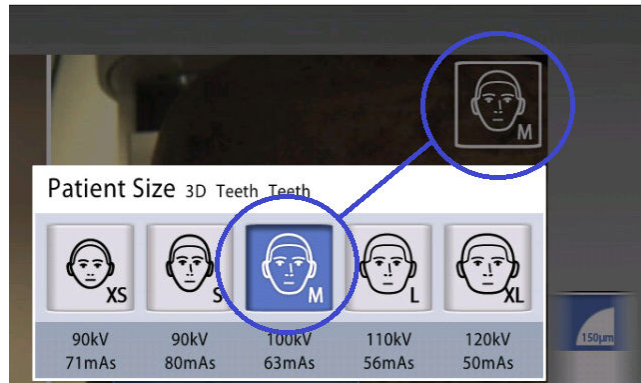 M
Patient Size 3D Teeth Teeth
XS S M L XL
90kV 90kV 100kV 110kV 120kV
71mAs 80mAs 63mAs 56mAs 50mAs
150µm